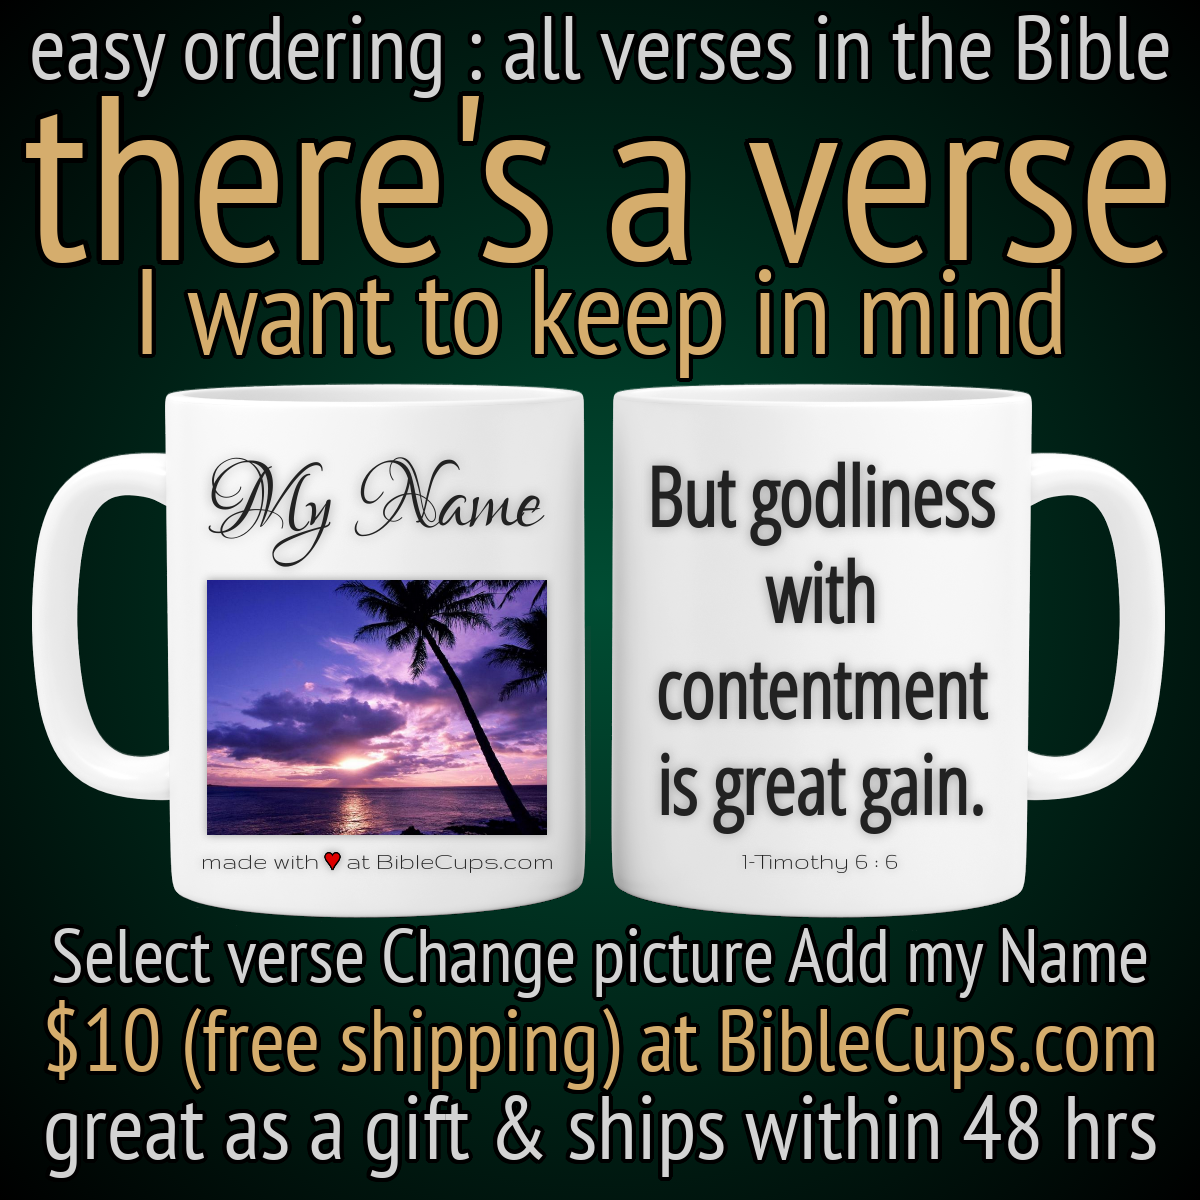 easy ordering : all verses in the Bible
there's a verse
I want to keep in mind
My Name
made with ❤ at BibleCups.com
But godliness
with
contentment
is great gain.
1-Timothy 6 : 6
Select verse Change picture Add my Name
$10 (free shipping) at BibleCups.com
great as a gift & ships within 48 hrs